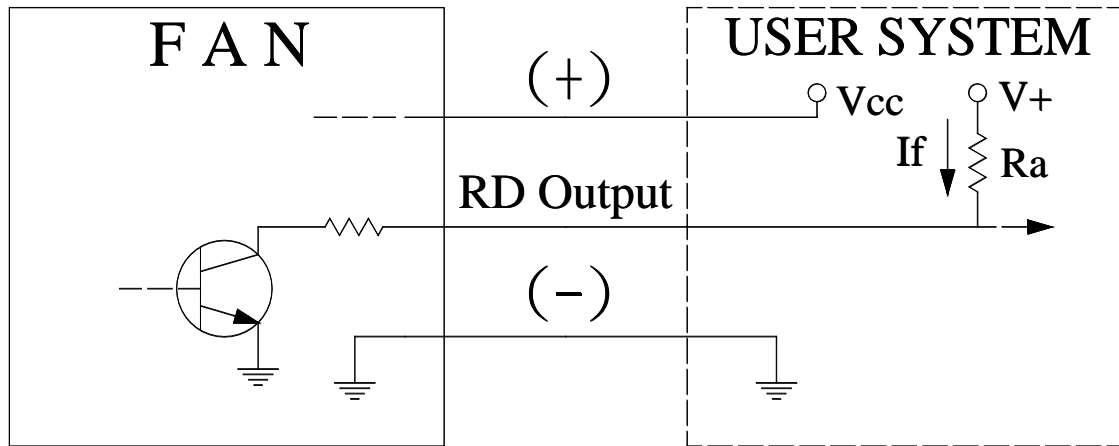 F A N
USER SYSTEM
(+)
Vcc
V+
If
Ra
RD Output
(-)